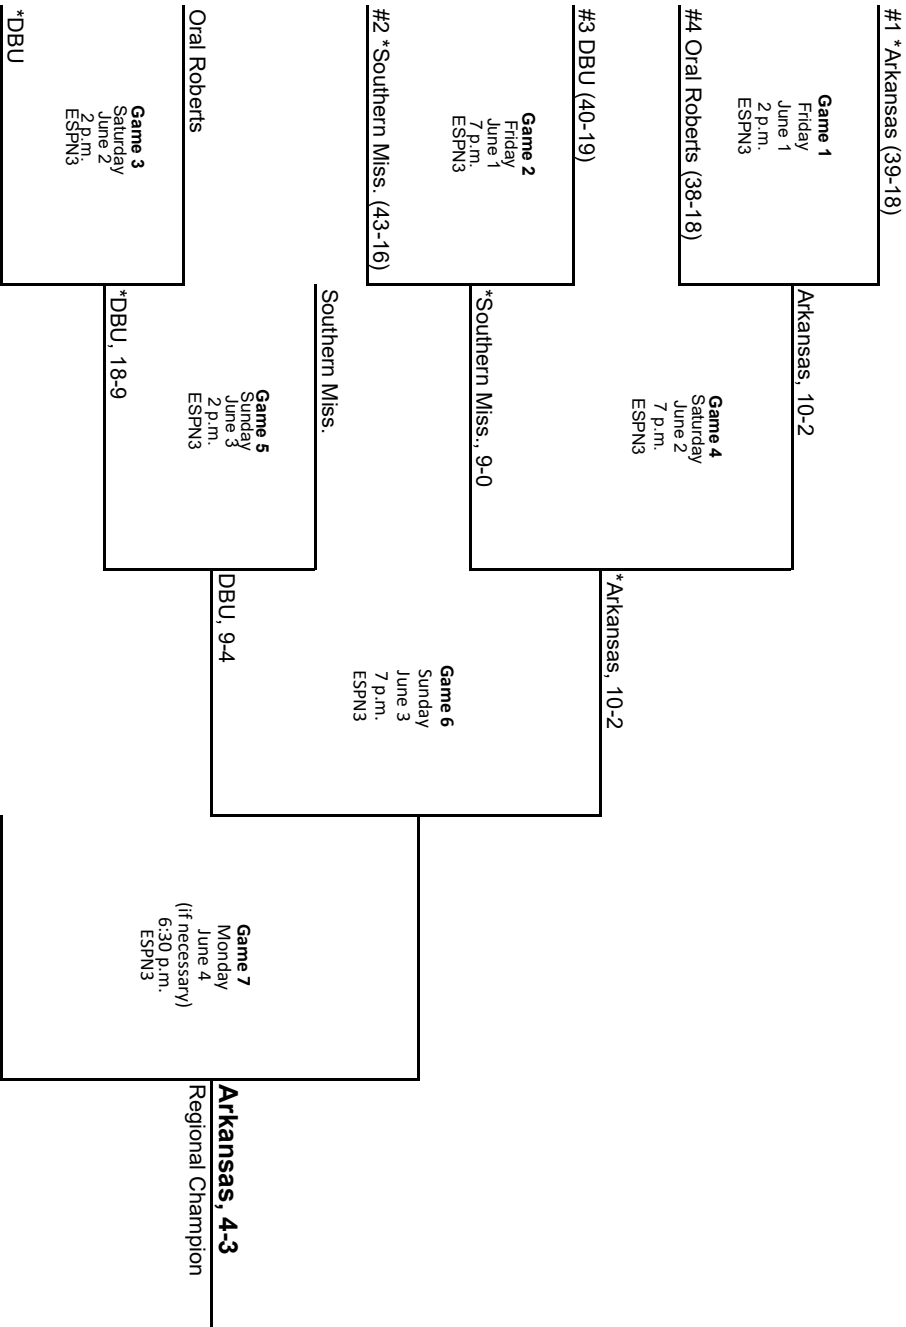 #1 *Arkansas (39-18)
Game 1
Friday
June 1
2 p.m.
ESPN3
#4 Oral Roberts (38-18)
Arkansas, 10-2
Game 4
Saturday
June 2
7 p.m.
ESPN3
#3 DBU (40-19)
Game 2
Friday
June 1
7 p.m.
ESPN3
#2 *Southern Miss. (43-16)
*Southern Miss., 9-0
*Arkansas, 10-2
Game 6
Sunday
June 3
7 p.m.
ESPN3
Southern Miss.
Game 5
Sunday
June 3
2 p.m.
ESPN3
DBU, 9-4
Oral Roberts
Game 3
Saturday
June 2
2 p.m.
ESPN3
*DBU
*DBU, 18-9
Game 7
Monday
June 4
(if necessary)
6:30 p.m.
ESPN3
Arkansas, 4-3
Regional Champion